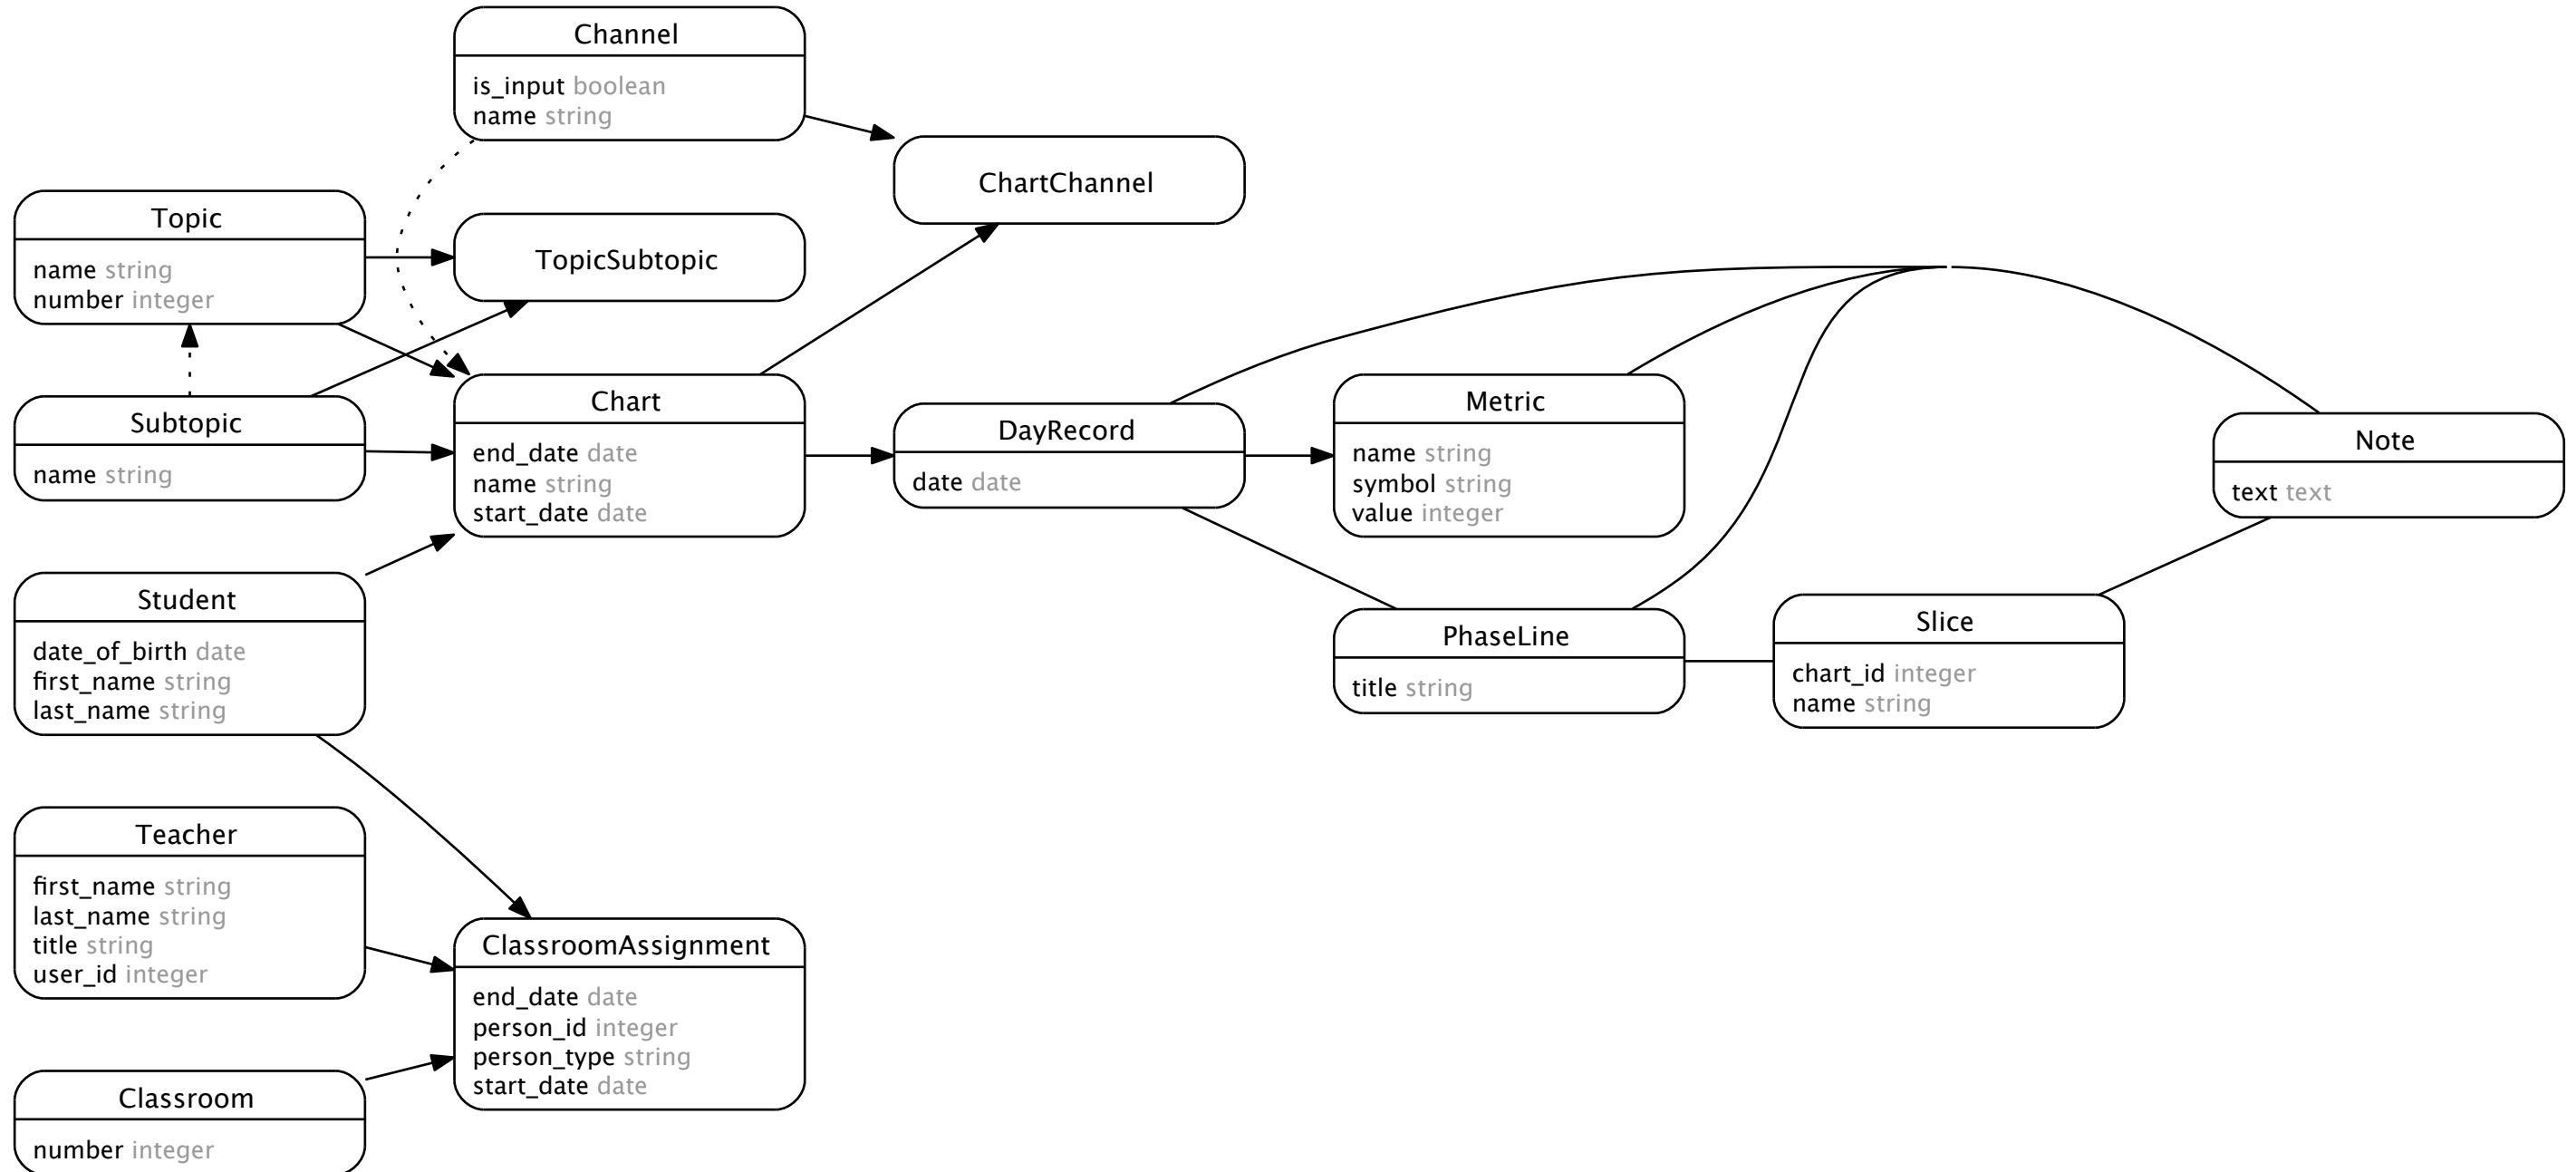 Channel
is_input boolean
name string
ChartChannel
Topic
name string
number integer
TopicSubtopic
Subtopic
name string
Chart
end_date date
name string
start_date date
DayRecord
date date
Metric
name string
symbol string
value integer
Note
text text
Student
date_of_birth date
first_name string
last_name string
PhaseLine
title string
Slice
chart_id integer
name string
Teacher
first_name string
last_name string
title string
user_id integer
ClassroomAssignment
end_date date
person_id integer
person_type string
start_date date
Classroom
number integer